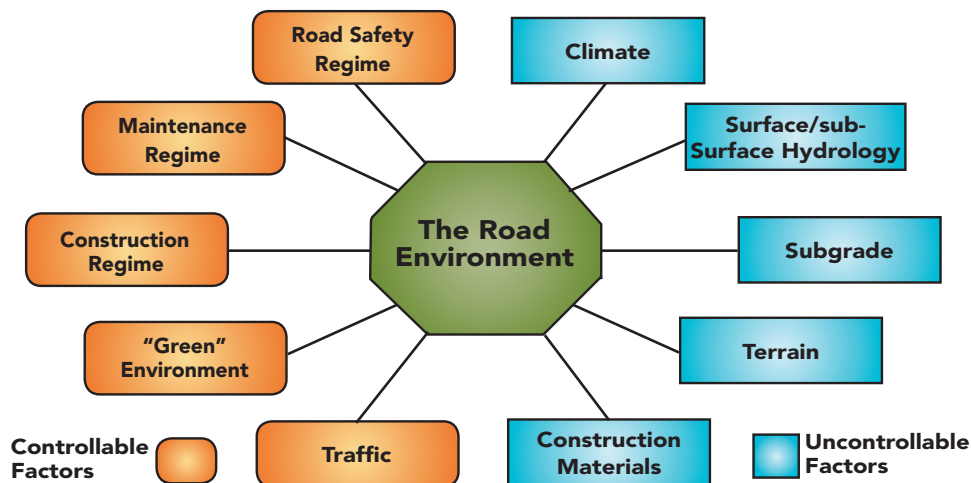 Road Safety
Regime
Climate
Maintenance
Regime
Surface/sub-
Surface Hydrology
Construction
Regime
The Road
Environment
Subgrade
“Green”
Environment
Terrain
Traffic
Construction
Materials
Controllable
Factors
Uncontrollable
Factors